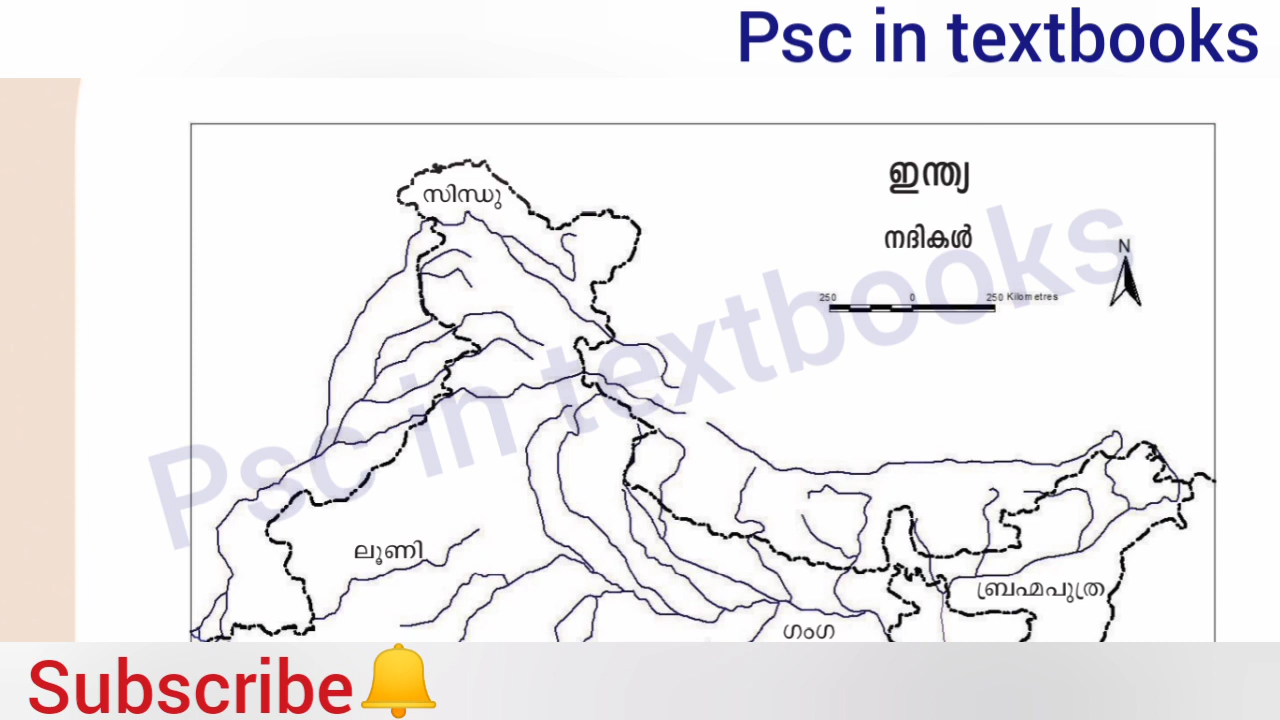 Psc in textbooks
സിന്ധു
ഇന്ത്യ
നദികൾ
N
250 0 250 Kilometres
Psc in textbooks
ലൂണി
ബ്രഹ്മപുത്ര
ഗംഗ
Subscribe